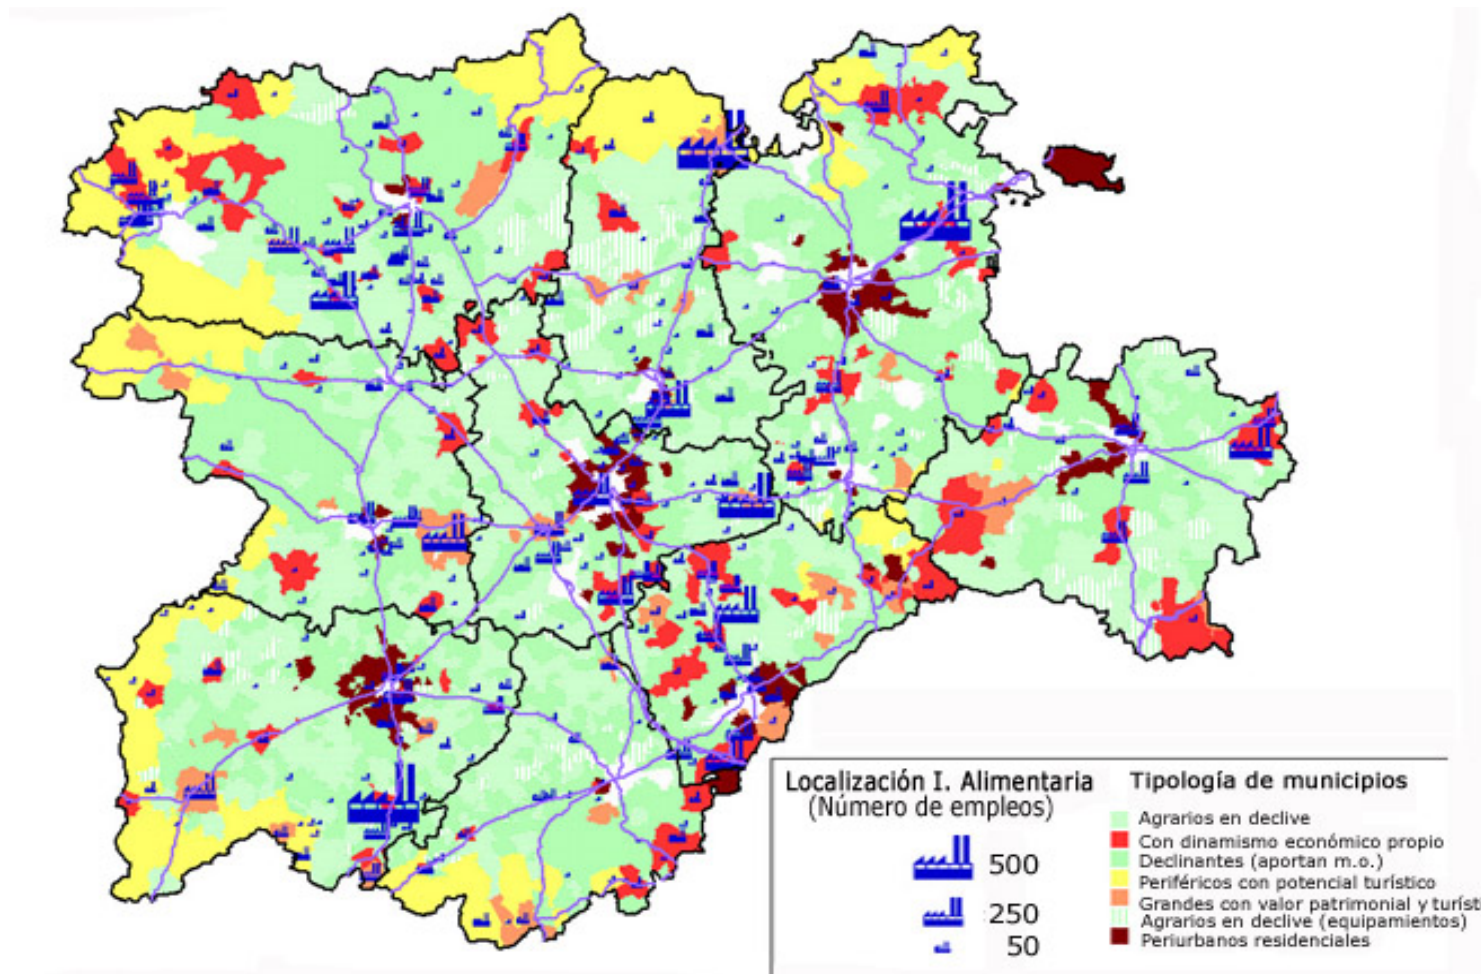 Localización I. Alimentaria
(Número de empleos)
500
250
50
Tipología de municipios
Agrarios en declive
Con dinamismo económico propio
Declinantes (aportan m.o.)
Periféricos con potencial turístico
Grandes con valor patrimonial y turísti
Agrarios en declive (equipamientos)
Periurbanos residenciales